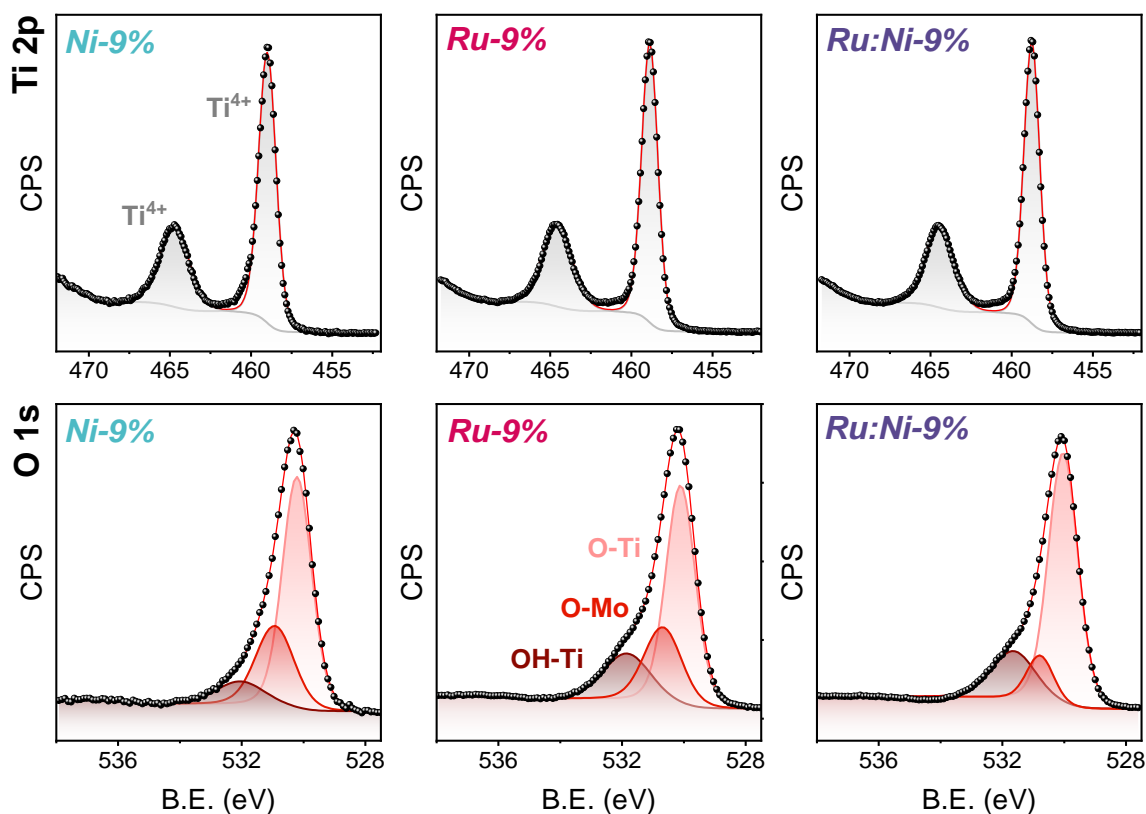 Ti 2p
Ni-9%
Ru-9%
Ru:Ni-9%
Ti4+
Ti4+
CPS
CPS
CPS
470 465 460 455
470 465 460 455
470 465 460 455
O 1s
Ni-9%
Ru-9%
Ru:Ni-9%
O-Ti
O-Mo
OH-Ti
CPS
CPS
CPS
536 532 528
536 532 528
536 532 528
B.E. (eV)
B.E. (eV)
B.E. (eV)